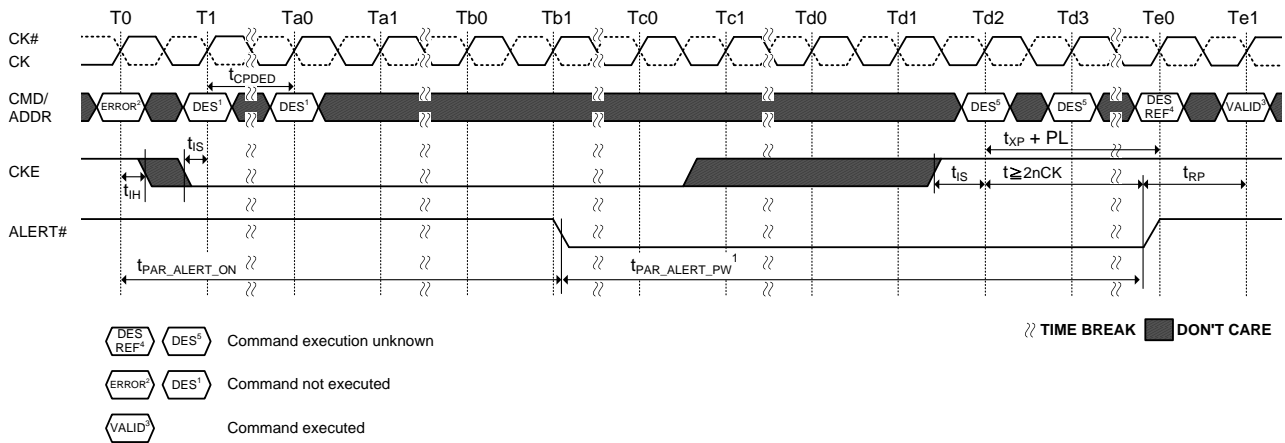 T0 T1 Ta0 Ta1 Tb0 Tb1 Tc0 Tc1 Td0 Td1 Td2 Td3 Te0 Te1
CK#
CK
tCPDED
CMD/
ADDR
ERROR² DES¹ DES¹ DES⁵ DES⁵ DES
REF⁴ VALID³
tIS
tXP + PL
CKE
tIH
tIS t≧2nCK tRP
ALERT#
tPAR_ALERT_ON tPAR_ALERT_PW¹
DES
REF⁴ DES⁵ Command execution unknown
TIME BREAK DON'T CARE
ERROR² DES¹ Command not executed
VALID³ Command executed